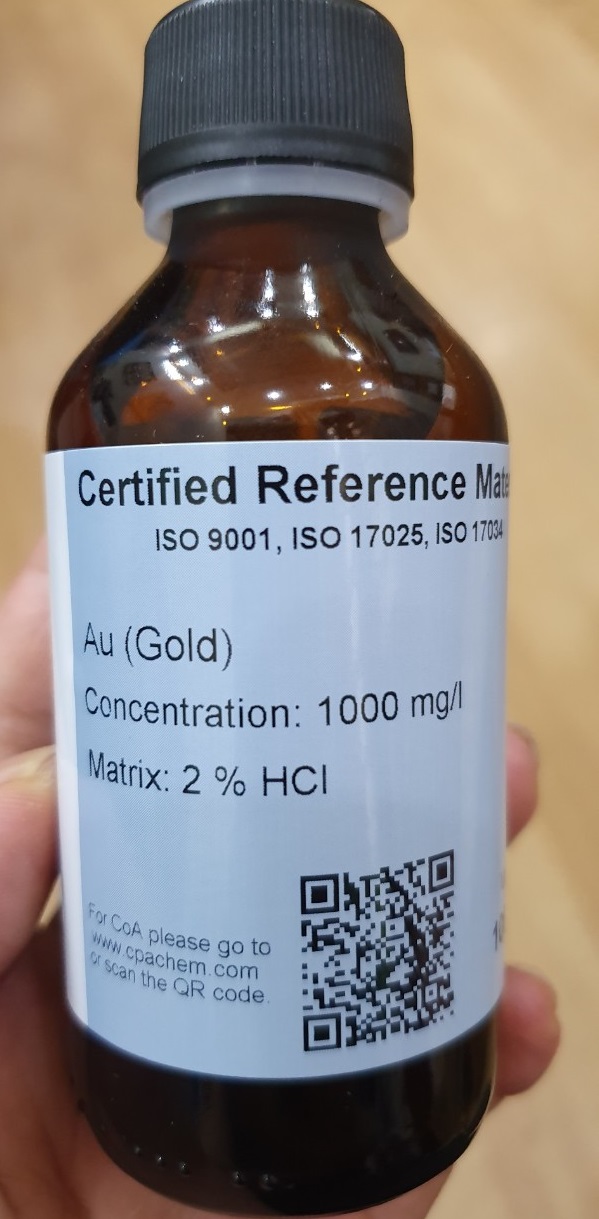 Certified Reference Mate
ISO 9001, ISO 17025, ISO 17034
Au (Gold)
Concentration: 1000 mg/l
Matrix: 2 % HCl
For CoA please go to
www.cpachem.com
or scan the QR code.